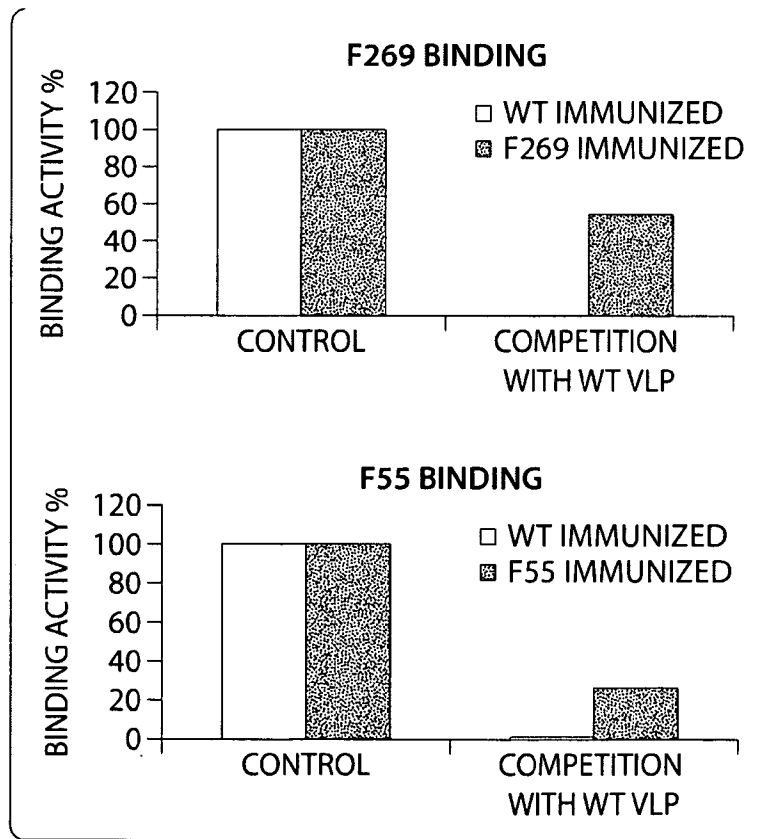 F269 BINDING
BINDING ACTIVITY %
120
100
80
60
40
20
0
WT IMMUNIZED
F269 IMMUNIZED
CONTROL
COMPETITION
WITH WT VLP
F55 BINDING
BINDING ACTIVITY %
120
100
80
60
40
20
0
WT IMMUNIZED
F55 IMMUNIZED
CONTROL
COMPETITION
WITH WT VLP